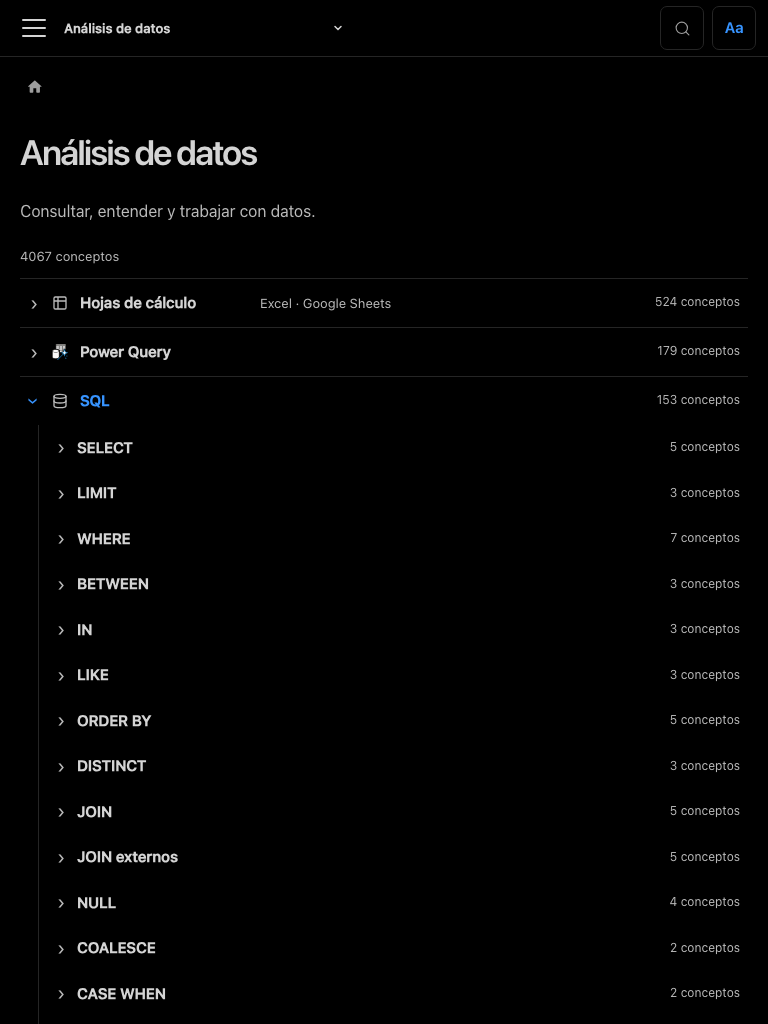 Análisis de datos
Aa
Análisis de datos
Consultar, entender y trabajar con datos.
4067 conceptos
Hojas de cálculo Excel · Google Sheets 524 conceptos
Power Query 179 conceptos
SQL 153 conceptos
SELECT 5 conceptos
LIMIT 3 conceptos
WHERE 7 conceptos
BETWEEN 3 conceptos
IN 3 conceptos
LIKE 3 conceptos
ORDER BY 5 conceptos
DISTINCT 3 conceptos
JOIN 5 conceptos
JOIN externos 5 conceptos
NULL 4 conceptos
COALESCE 2 conceptos
CASE WHEN 2 conceptos